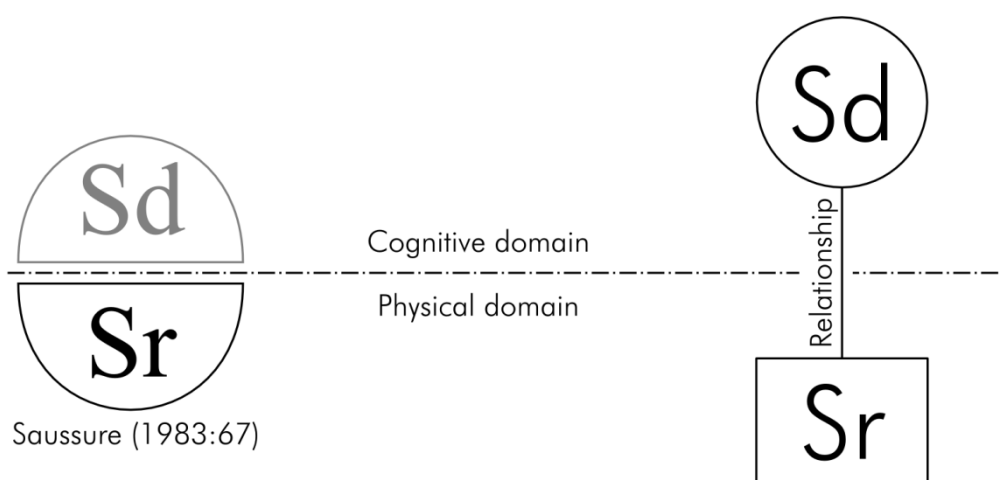 Sd
Sr
Saussure (1983:67)
Cognitive domain
Physical domain
Sd
Relationship
Sr